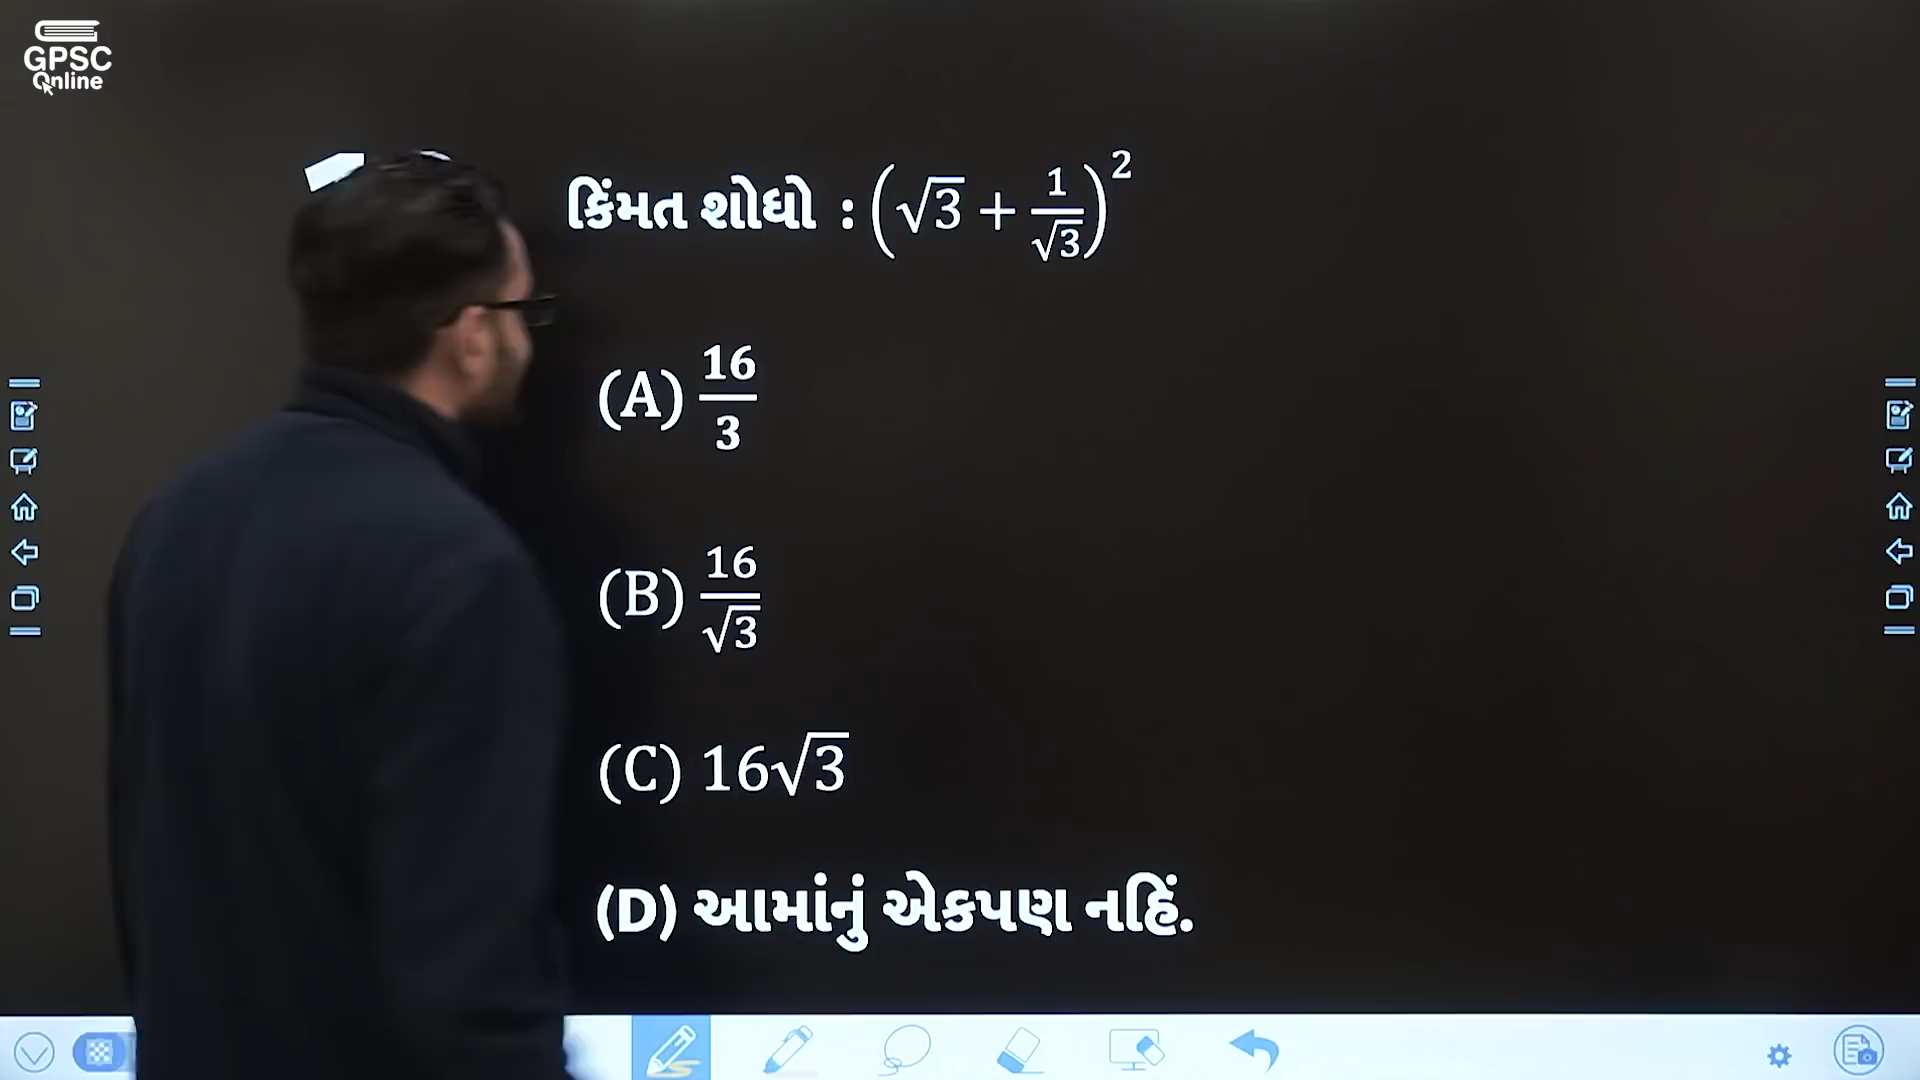 GPSC
Online
કિંમત શોધો : (√3 + 1/√3)²
(A) 16/3
(B) 16/√3
(C) 16√3
(D) આમાંનું એકપણ નહિં.